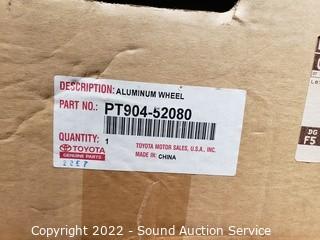 DESCRIPTION: ALUMINUM WHEEL
PART NO.: PT904-52080
QUANTITY: 1
TOYOTA MOTOR SALES, U.S.A., INC.
MADE IN: CHINA
TOYOTA
GENUINE PARTS
DG
F5
Copyright 2022 - Sound Auction Service